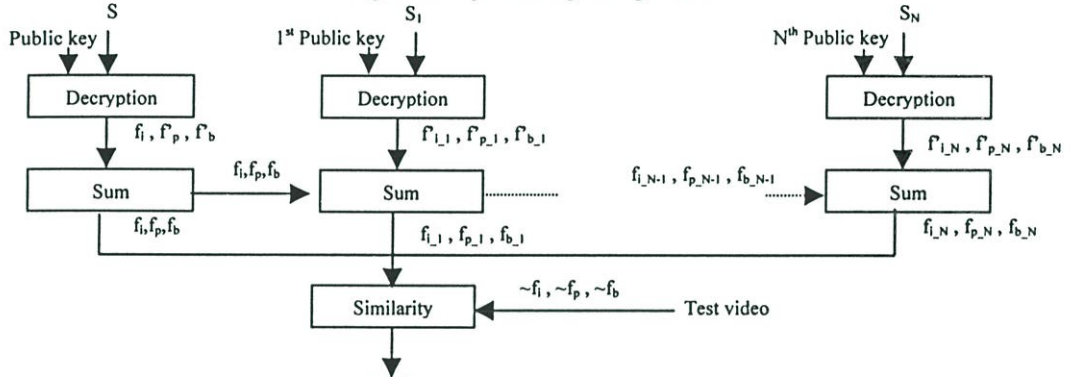 S S₁ S_N
Public key 1st Public key Nth Public key
Decryption Decryption Decryption
fᵢ , f'p , f'b f'i_1 , f'p_1 , f'b_1 f'i_N , f'p_N , f'b_N
fᵢ,fp,fb fi_N-1 , fp_N-1 , fb_N-1
Sum Sum Sum
fᵢ,fp,fb fi_1 , fp_1 , fb_1 fi_N , fp_N , fb_N
~fᵢ , ~fp , ~fb
Similarity Test video